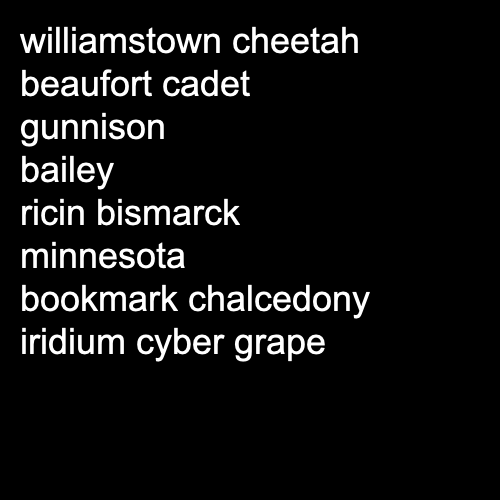 williamstown cheetah
beaufort cadet
gunnison
bailey
ricin bismarck
minnesota
bookmark chalcedony
iridium cyber grape